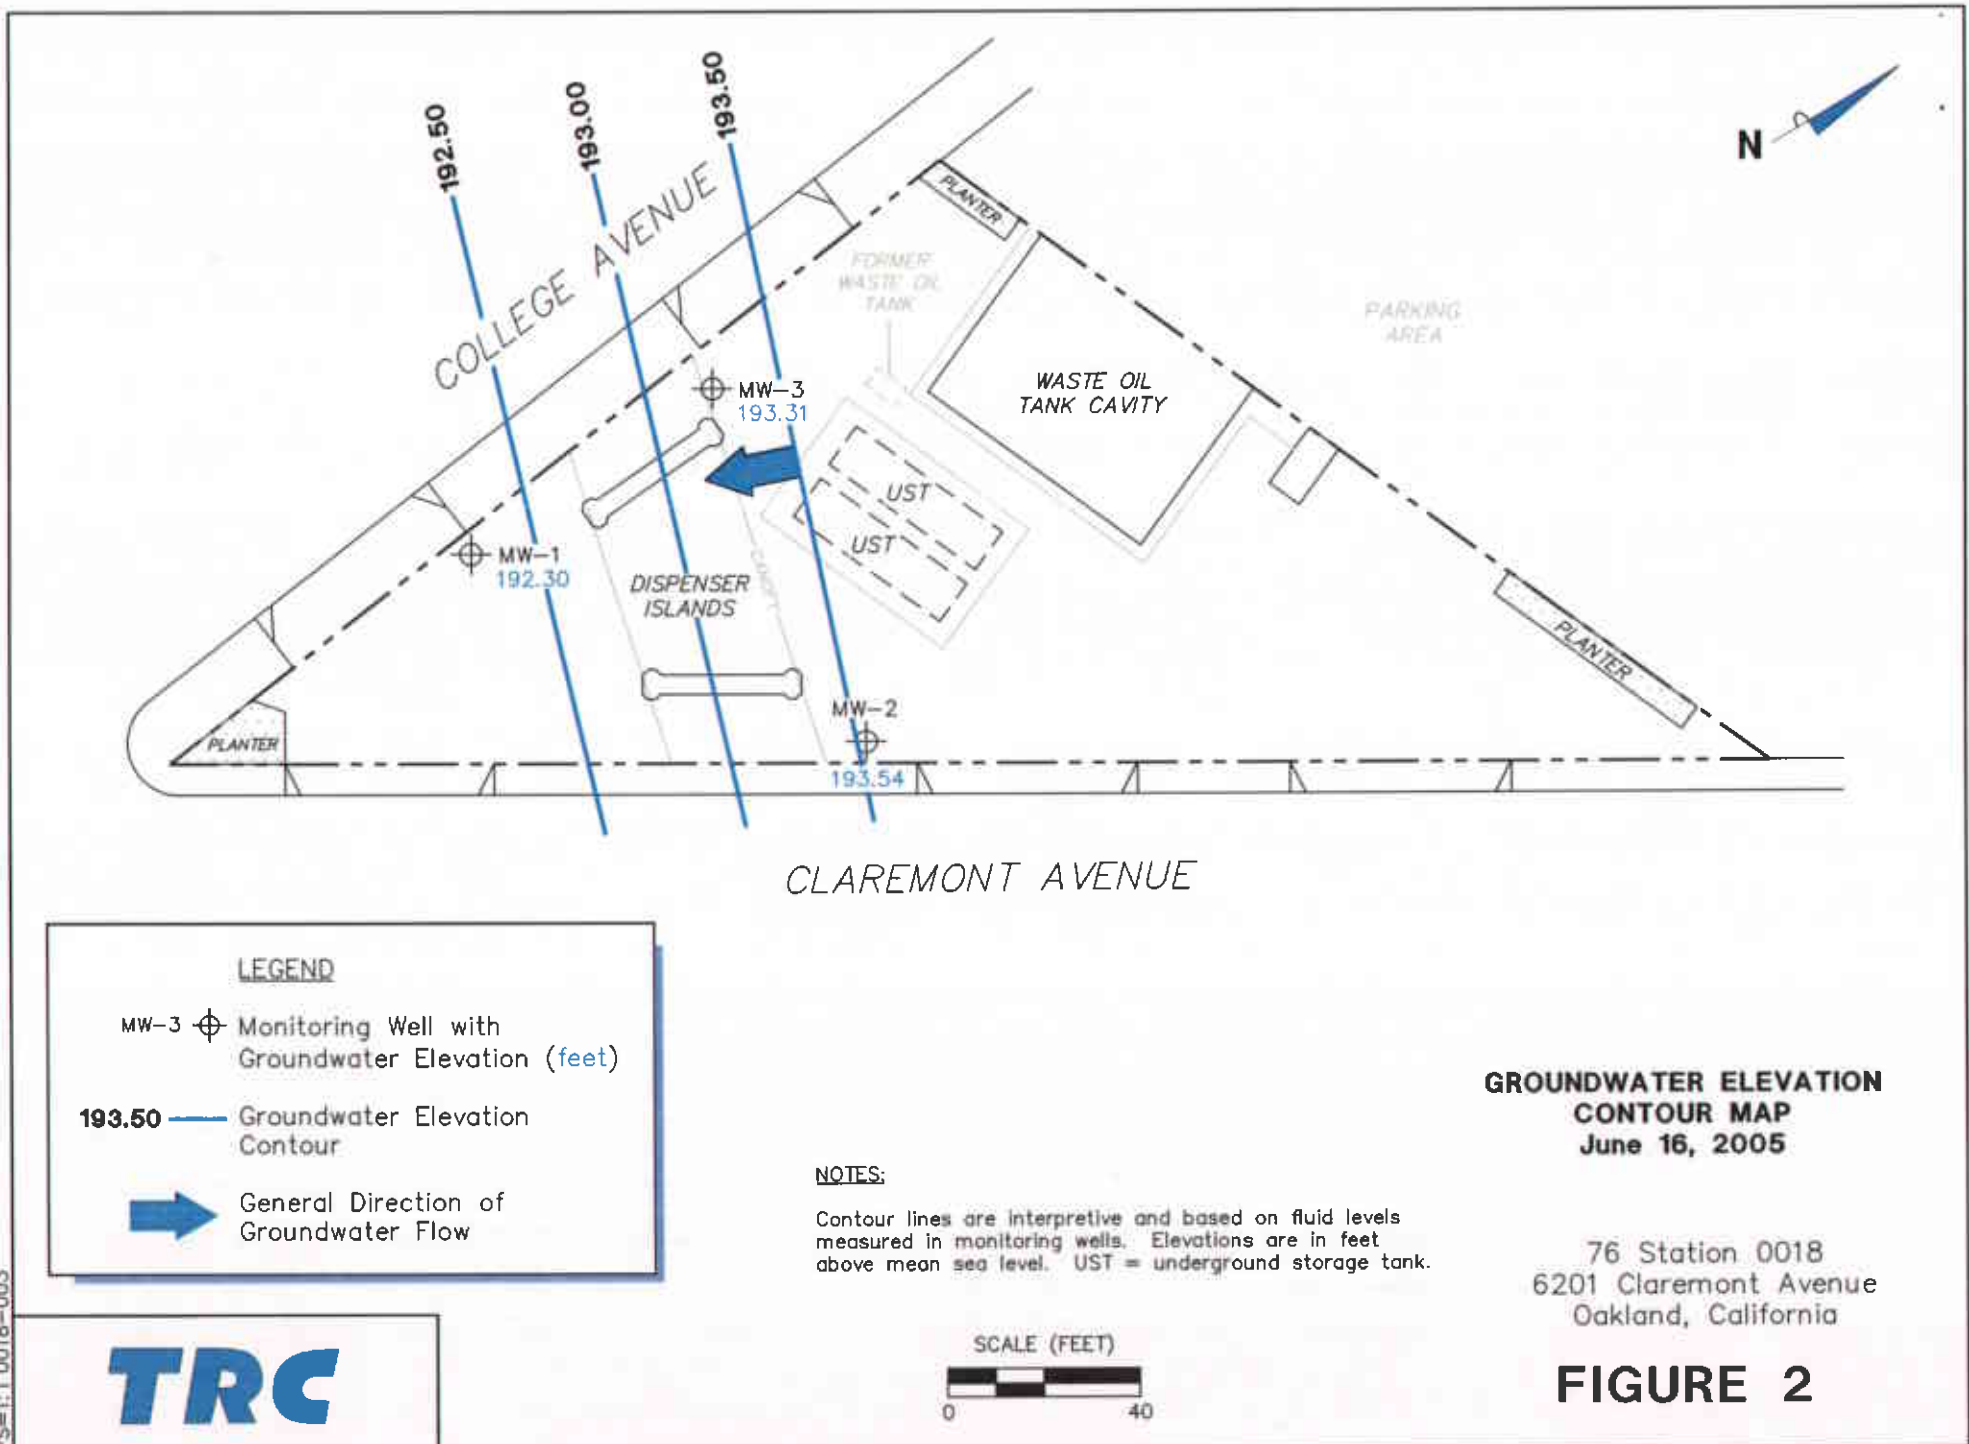 192.50
193.00
193.50
COLLEGE AVENUE
N
PLANTER
FORMER
WASTE OIL
TANK
PARKING
AREA
WASTE OIL
TANK CAVITY
MW-3
193.31
UST
UST
MW-1
192.30
DISPENSER
ISLANDS
CANOPY
PLANTER
MW-2
193.54
PLANTER
CLAREMONT AVENUE
LEGEND
MW-3 Monitoring Well with
Groundwater Elevation (feet)
193.50 Groundwater Elevation
Contour
General Direction of
Groundwater Flow
NOTES:
Contour lines are interpretive and based on fluid levels
measured in monitoring wells. Elevations are in feet
above mean sea level. UST = underground storage tank.
SCALE (FEET)
0 40
GROUNDWATER ELEVATION
CONTOUR MAP
June 16, 2005
76 Station 0018
6201 Claremont Avenue
Oakland, California
FIGURE 2
TRC